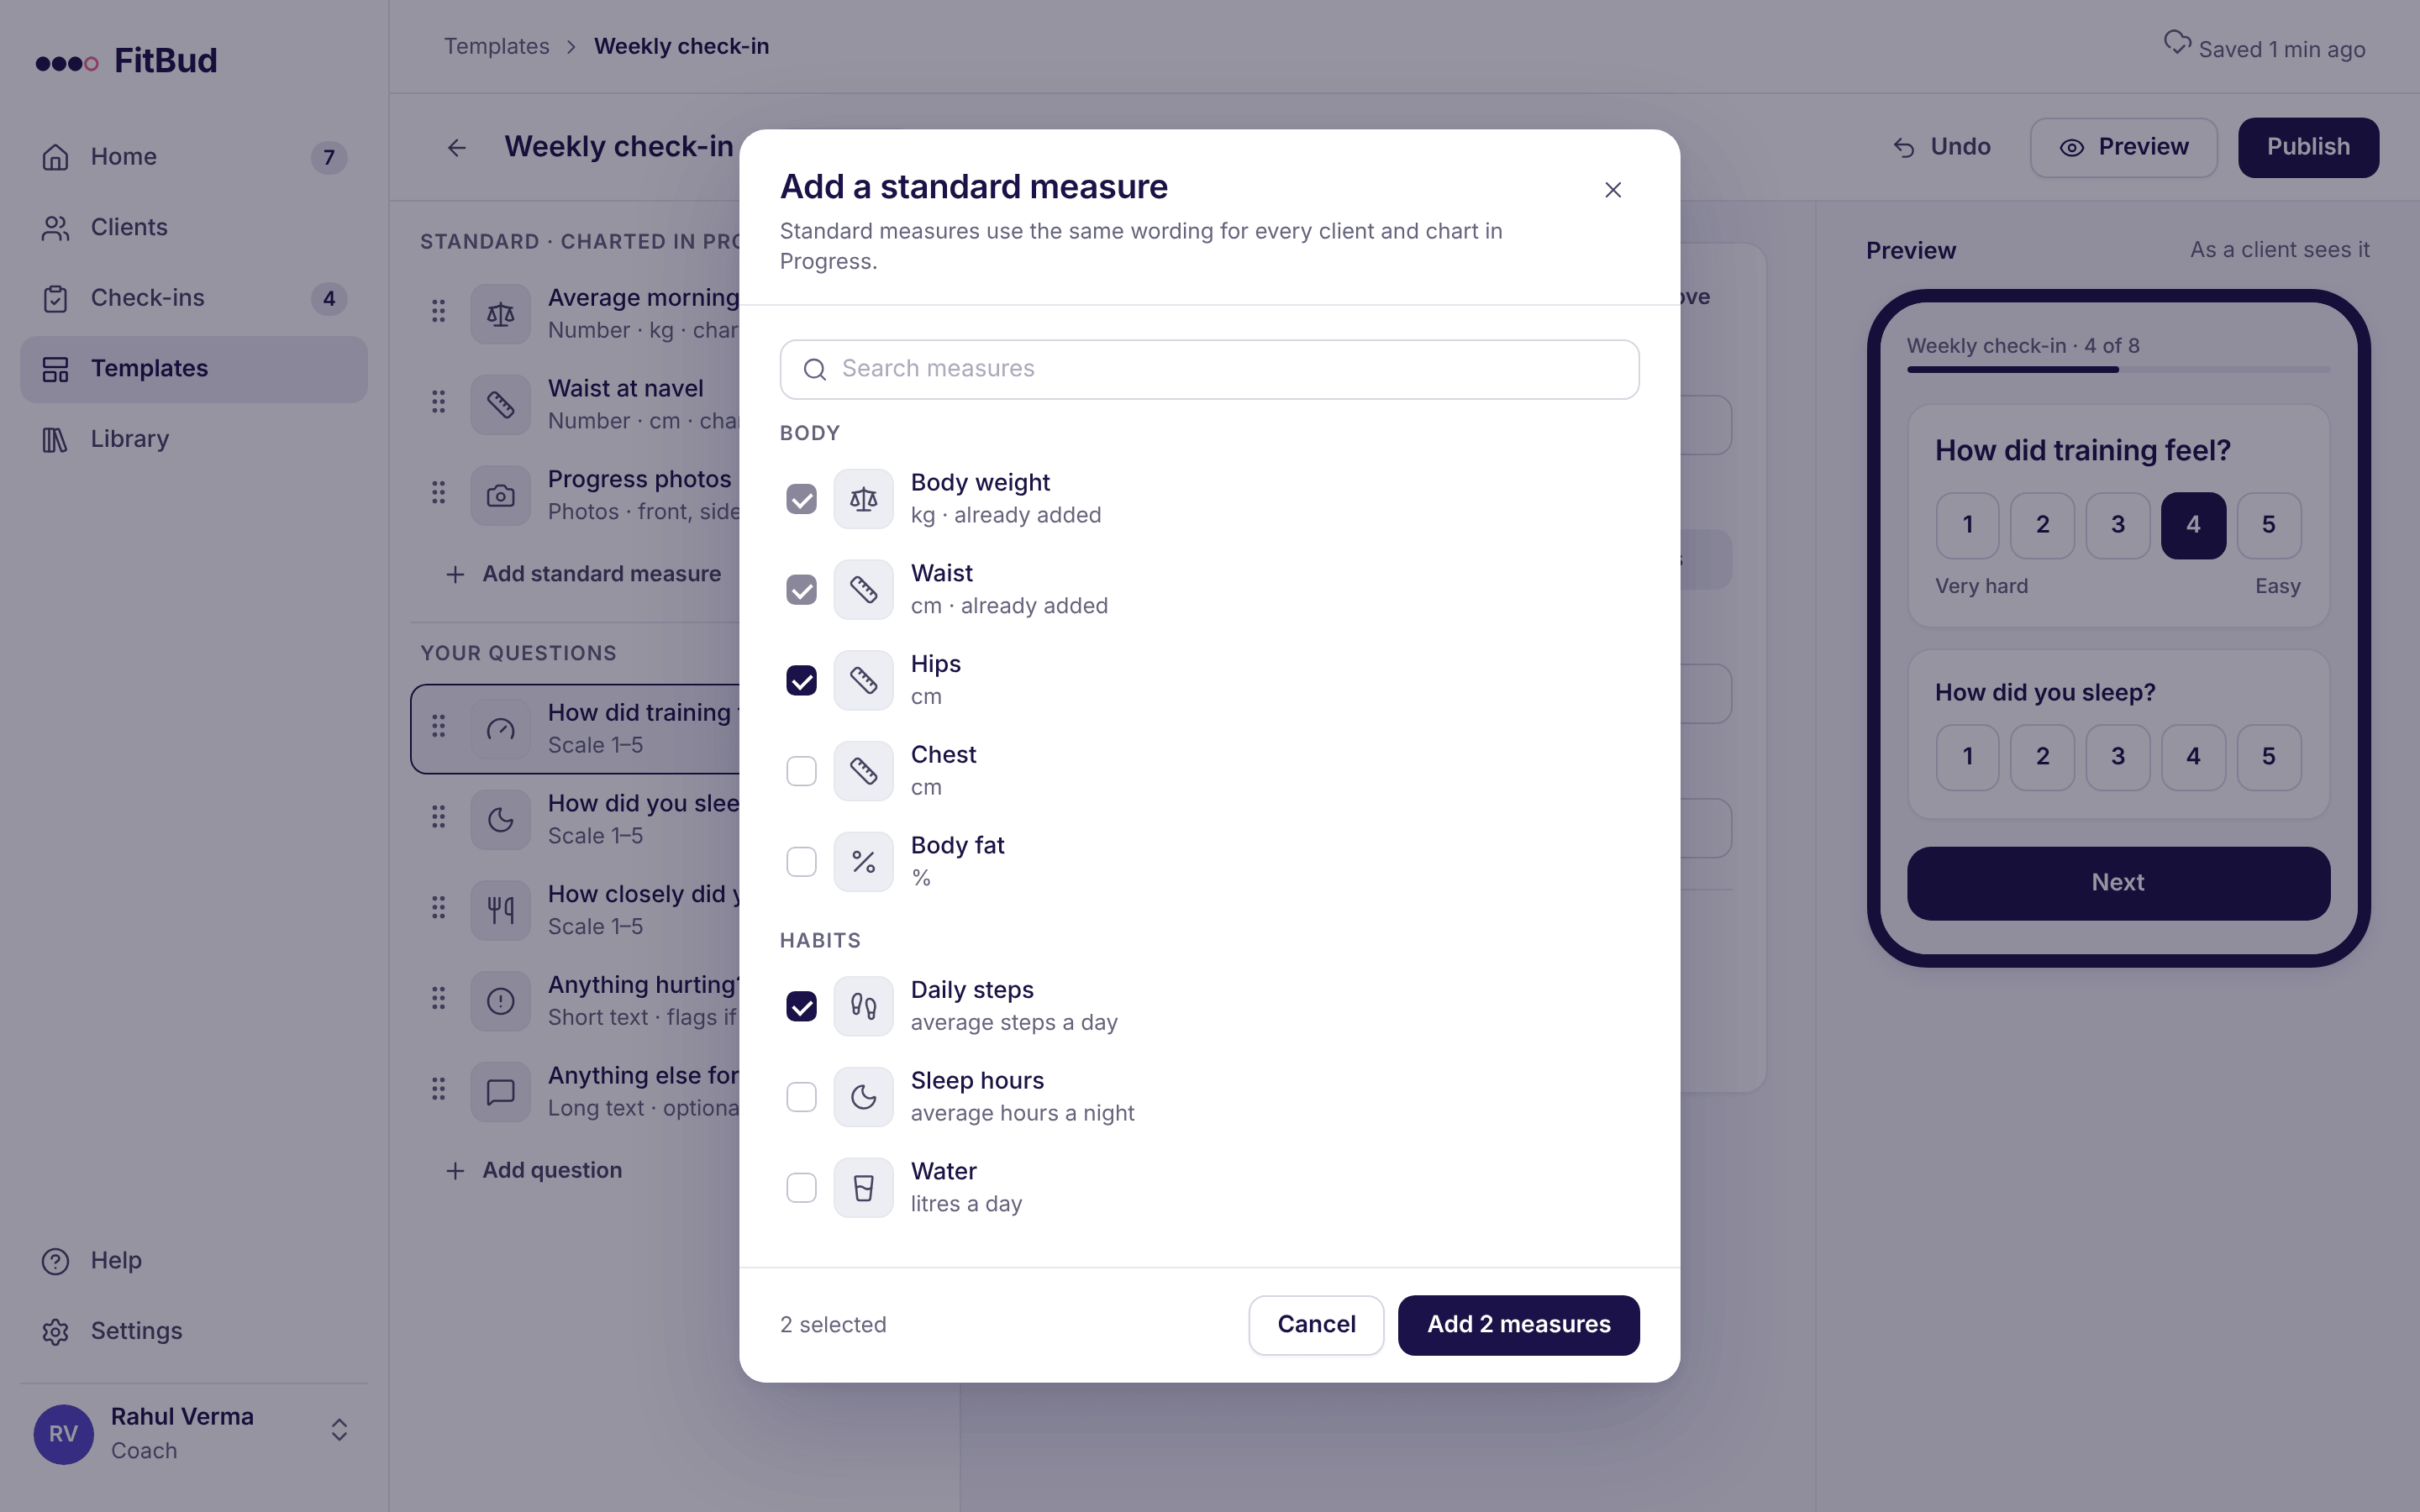 FitBud
Home 7
Clients
Check-ins 4
Templates
Library
Help
Settings
RV Rahul Verma
Coach
Templates > Weekly check-in
Saved 1 min ago
Weekly check-in
Undo
Preview
Publish
STANDARD · CHARTED IN PRO
Average morning
Number · kg · char
Waist at navel
Number · cm · char
Progress photos
Photos · front, side
Add standard measure
YOUR QUESTIONS
How did training
Scale 1–5
How did you slee
Scale 1–5
How closely did y
Scale 1–5
Anything hurting?
Short text · flags if
Anything else for
Long text · optiona
Add question
Add a standard measure
Standard measures use the same wording for every client and chart in
Progress.
Search measures
BODY
Body weight
kg · already added
Waist
cm · already added
Hips
cm
Chest
cm
Body fat
%
HABITS
Daily steps
average steps a day
Sleep hours
average hours a night
Water
litres a day
2 selected
Cancel
Add 2 measures
Preview
As a client sees it
Weekly check-in · 4 of 8
How did training feel?
1 2 3 4 5
Very hard Easy
How did you sleep?
1 2 3 4 5
Next